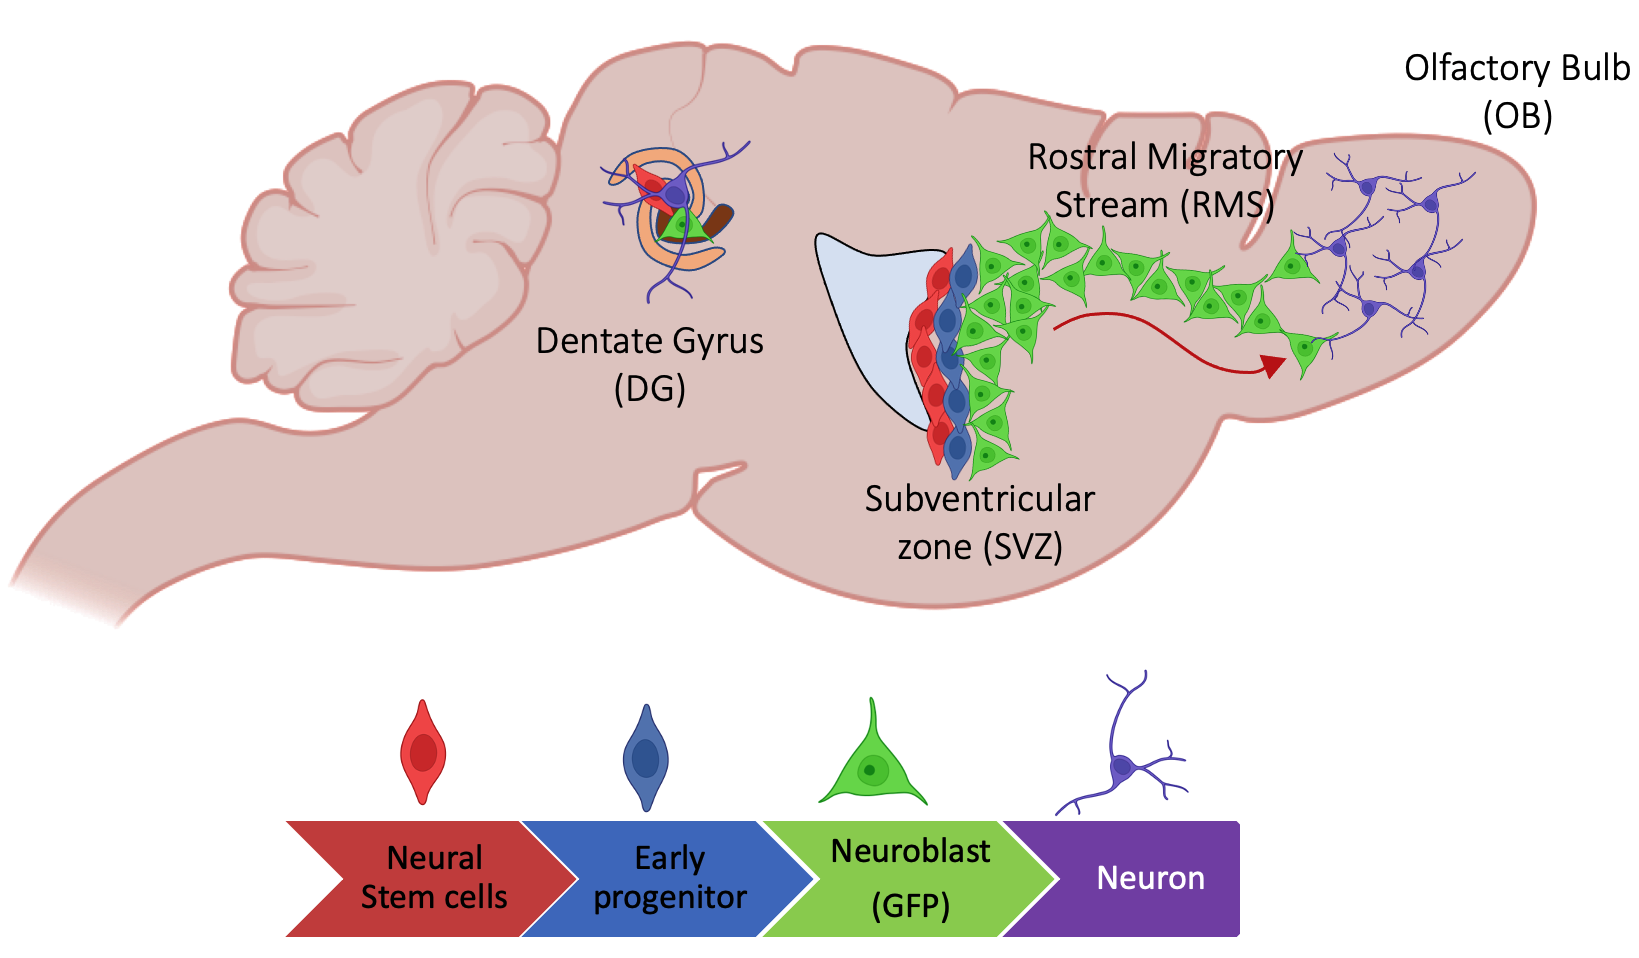 Olfactory Bulb
(OB)
Rostral Migratory
Stream (RMS)
Dentate Gyrus
(DG)
Subventricular
zone (SVZ)
Neural
Stem cells
Early
progenitor
Neuroblast
(GFP)
Neuron